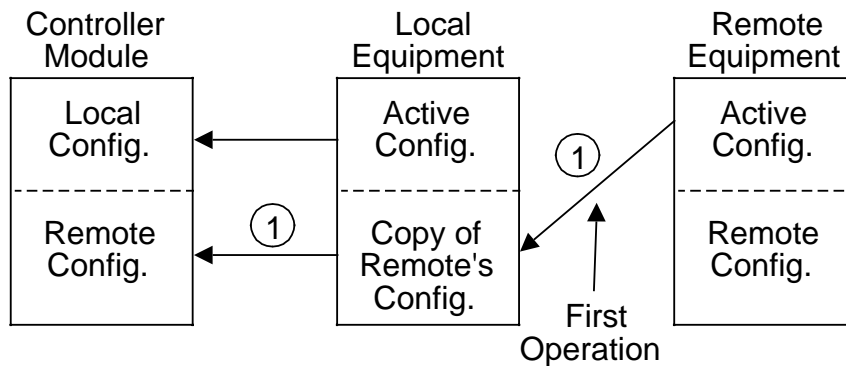 Controller
Module
Local
Equipment
Remote
Equipment
Local
Config.
Active
Config.
Active
Config.
1
1
Remote
Config.
Copy of
Remote's
Config.
Remote
Config.
First
Operation